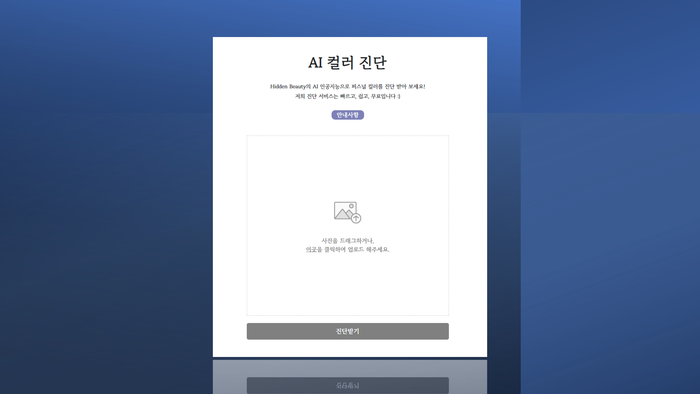 AI 컬러 진단
Hidden Beauty의 AI 인공지능으로 퍼스널 컬러를 진단 받아 보세요!
저희 진단 서비스는 빠르고, 쉽고, 무료입니다 :)
안내사항
사진을 드래그하거나,
이곳을 클릭하여 업로드 해주세요.
진단받기